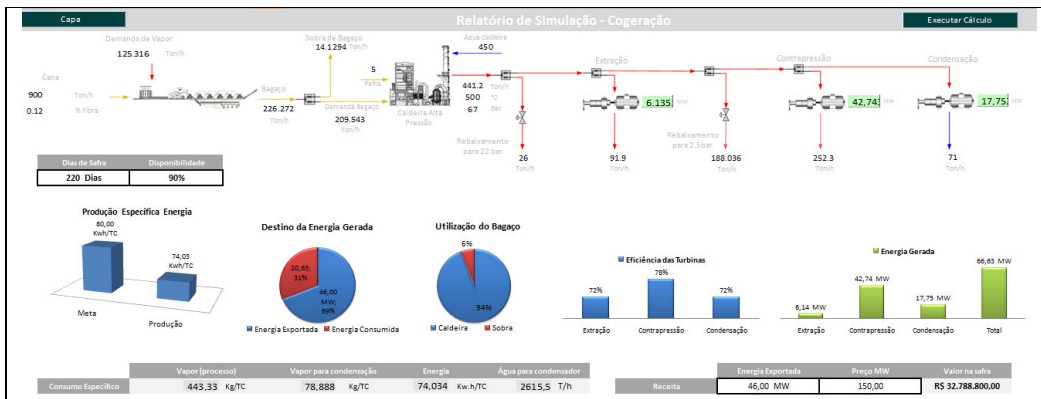 Capa
Relatório de Simulação - Cogeração
Executar Cálculo
Demanda de Vapor
125.316
Ton/h
Sobra de Bagaço
14.1294 Ton/h
Água Caldeira
450
Cana
900 Ton/h
0.12 % Fibra
Bagaço
226.272
Ton/h
5
Palha
Demanda Bagaço
209.543
Ton/h
Caldeira Alta
Pressão
441.2 Ton/h
500 °C
67 Bar
Extração
6.135 MW
Contrapressão
42,743 MW
Condensação
17,75 MW
Rebaixamento
para 22 bar
26
Ton/h
91.9
Ton/h
Rebaixamento
para 2.5bar
188.036
Ton/h
252.3
Ton/h
71
Ton/h
Dias de Safra Disponibilidade
220 Dias 90%
Produção Específica Energia
80,00
Kwh/TC
74,03
Kwh/TC
Meta
Produção
Destino da Energia Gerada
20,63;
31%
46,00
MW;
69%
Energia Exportada Energia Consumida
Utilização do Bagaço
6%
94%
Caldeira Sobra
Eficiência das Turbinas
72% 78% 72%
Extração Contrapressão Condensação
Energia Gerada
6,14 MW 42,74 MW 17,75 MW 66,63 MW
Extração Contrapressão Condensação Total
Vapor (processo) Vapor para condensação Energia Água para condensador
Consumo Específico 443,33 Kg/TC 78,888 Kg/TC 74,034 Kw.h/TC 2615,5 T/h
Energia Exportada Preço MW Valor na safra
Receita 46,00 MW 150,00 R$ 32.788.800,00